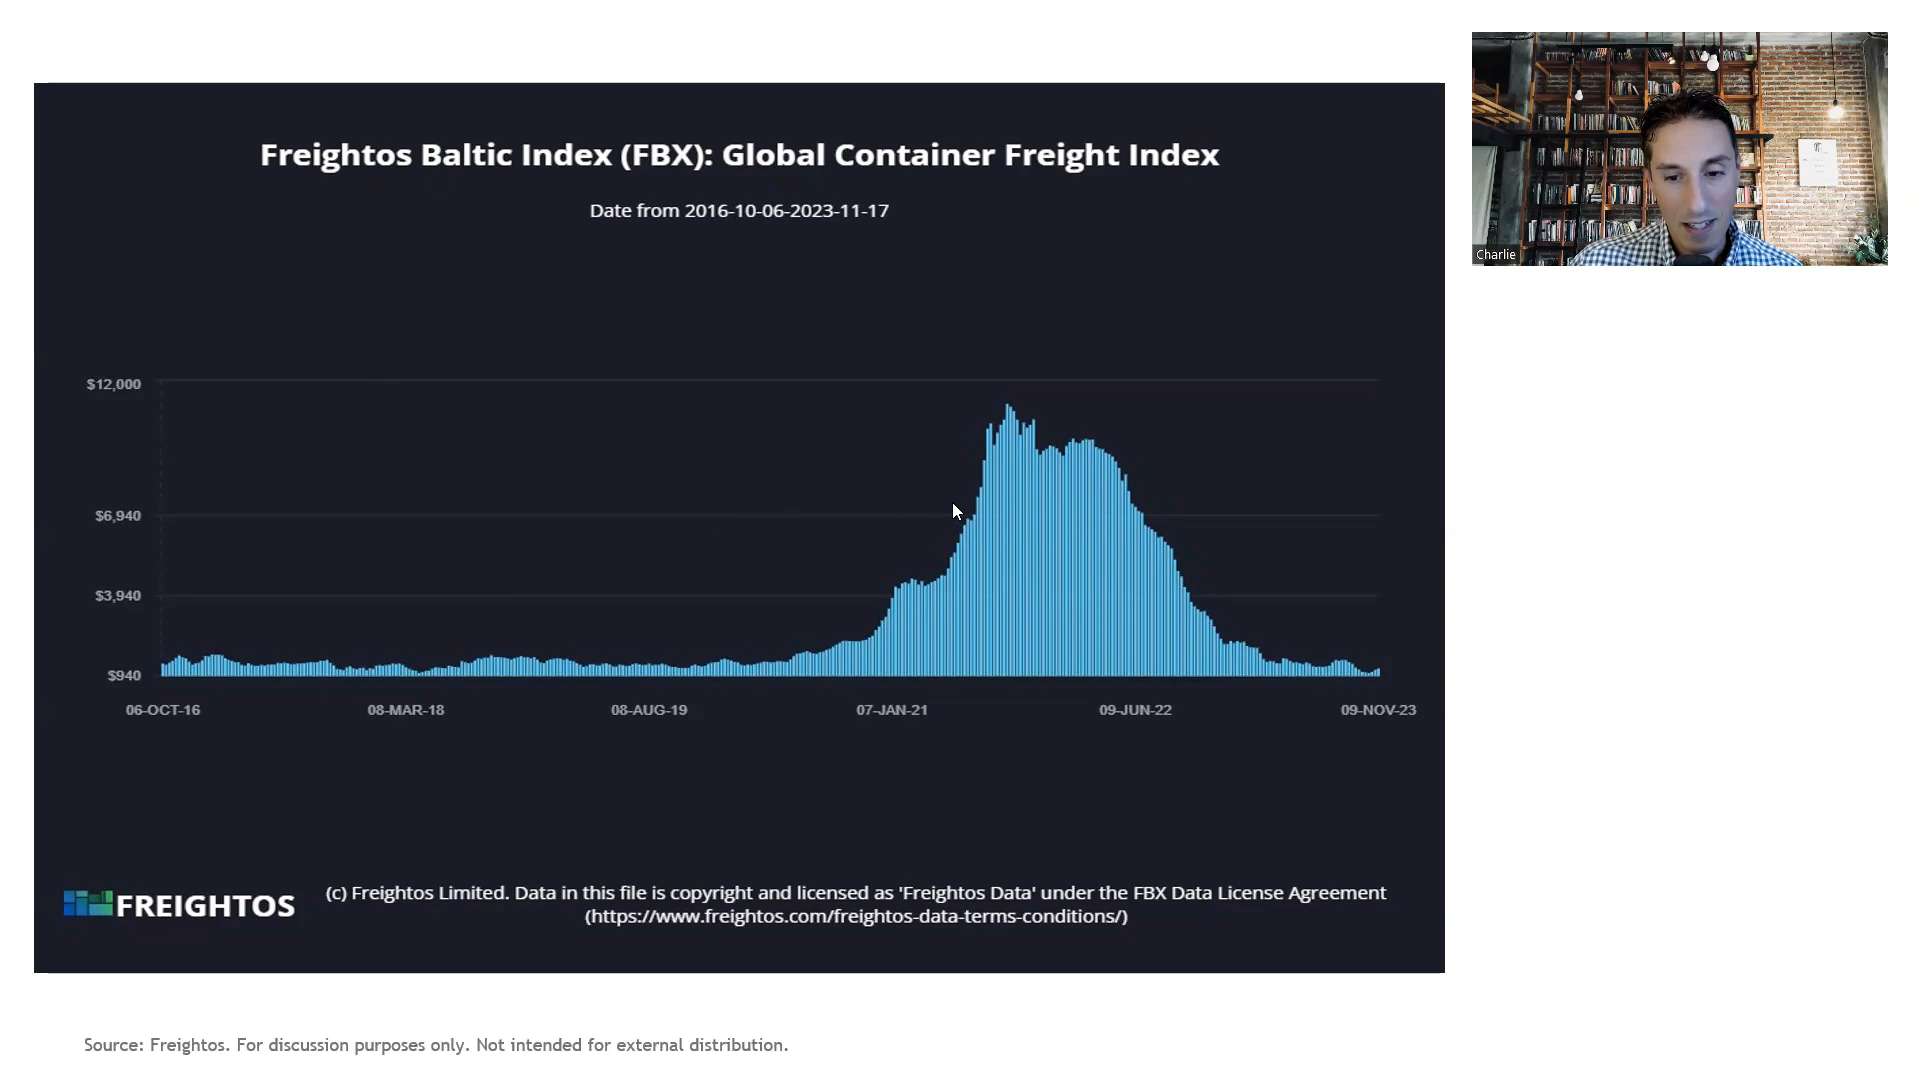 Freightos Baltic Index (FBX): Global Container Freight Index
Date from 2016-10-06-2023-11-17
$12,000
$6,940
$3,940
$940
06-OCT-16
08-MAR-18
08-AUG-19
07-JAN-21
09-JUN-22
09-NOV-23
FREIGHTOS
(c) Freightos Limited. Data in this file is copyright and licensed as 'Freightos Data' under the FBX Data License Agreement
(https://www.freightos.com/freightos-data-terms-conditions/)
Charlie
Source: Freightos. For discussion purposes only. Not intended for external distribution.